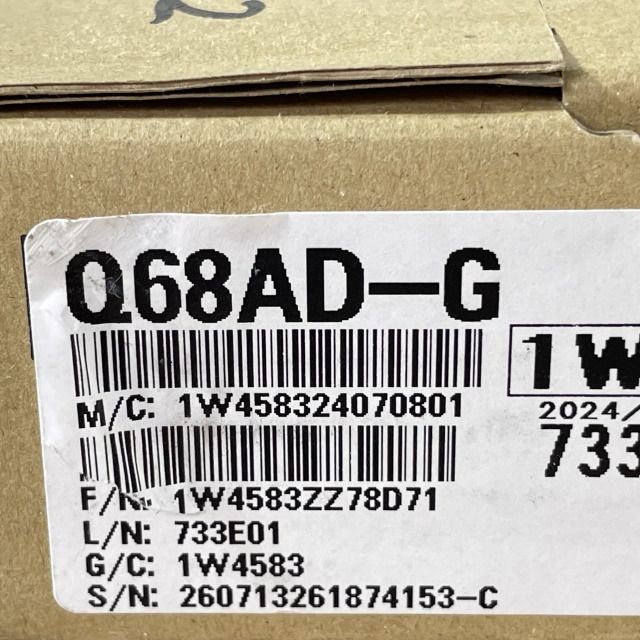 Q68AD-G
1W
M/C: 1W458324070801
2024/
733
F/N: 1W4583ZZ78D71
L/N: 733E01
G/C: 1W4583
S/N: 260713261874153-C